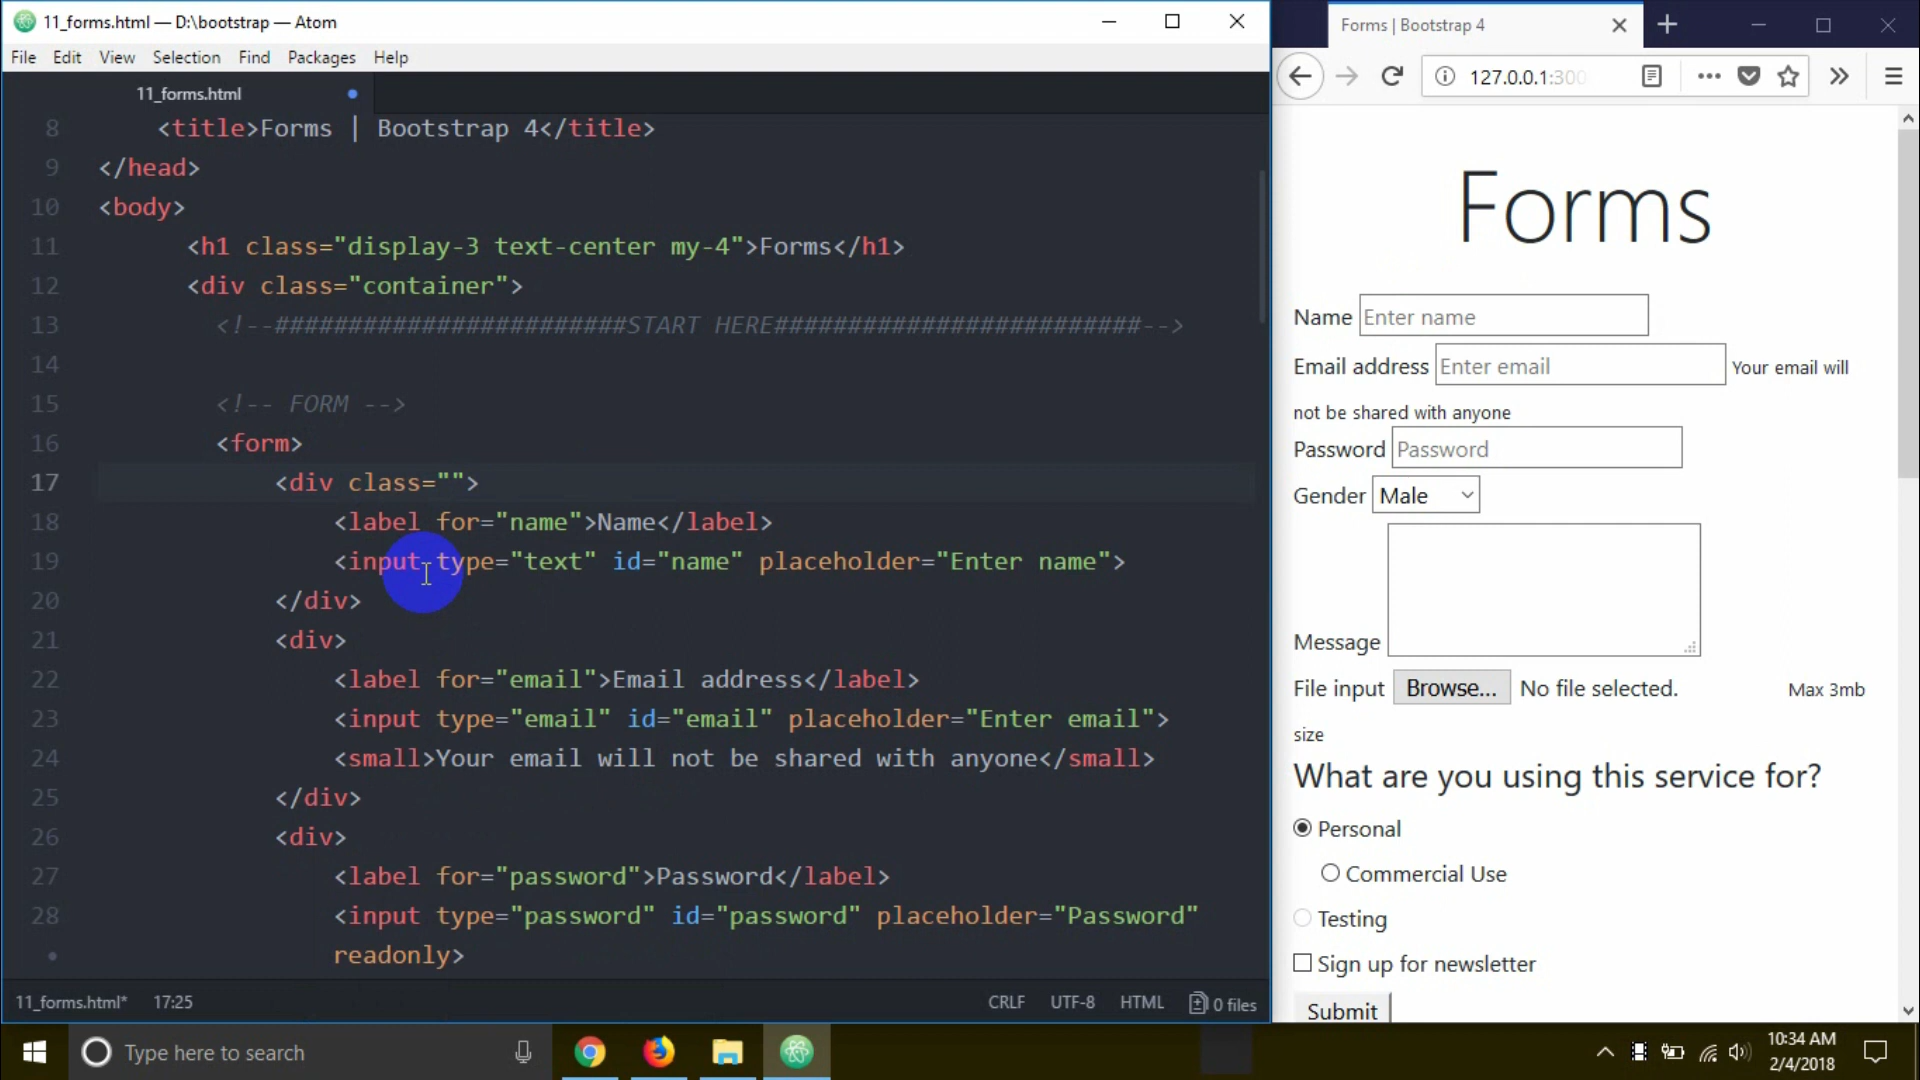 11_forms.html — D:\bootstrap — Atom
File Edit View Selection Find Packages Help
11_forms.html
8 <title>Forms | Bootstrap 4</title>
9 </head>
10 <body>
11 <h1 class="display-3 text-center my-4">Forms</h1>
12 <div class="container">
13 <!--########################START HERE#########################-->
14
15 <!-- FORM -->
16 <form>
17 <div class="">
18 <label for="name">Name</label>
19 <input type="text" id="name" placeholder="Enter name">
20 </div>
21 <div>
22 <label for="email">Email address</label>
23 <input type="email" id="email" placeholder="Enter email">
24 <small>Your email will not be shared with anyone</small>
25 </div>
26 <div>
27 <label for="password">Password</label>
28 <input type="password" id="password" placeholder="Password"
• readonly>
11_forms.html* 17:25 CRLF UTF-8 HTML 0 files
Forms | Bootstrap 4
127.0.0.1:300
Forms
Name Enter name
Email address Enter email Your email will
not be shared with anyone
Password Password
Gender Male
Message
File input Browse... No file selected. Max 3mb
size
What are you using this service for?
Personal
Commercial Use
Testing
Sign up for newsletter
Submit
Type here to search
10:34 AM
2/4/2018